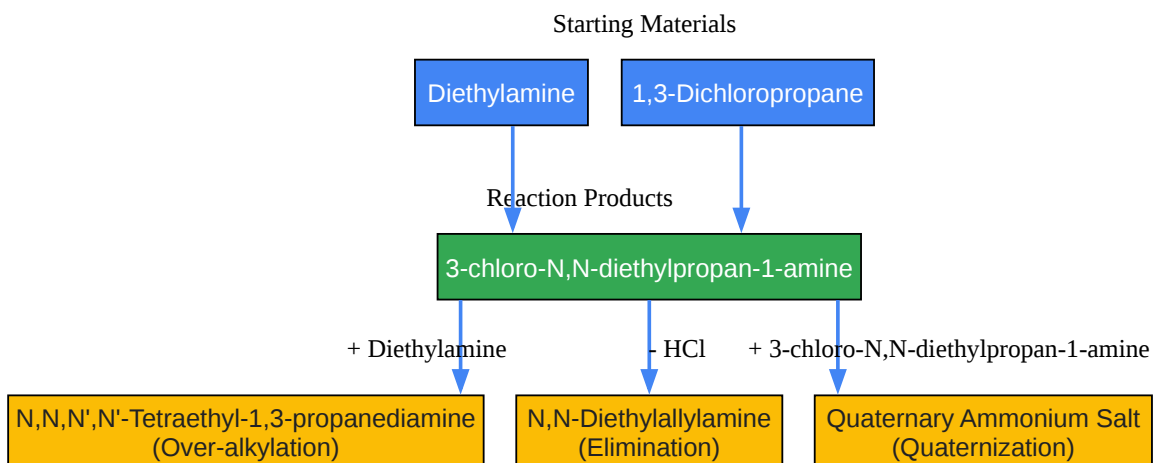 Starting Materials
Diethylamine
1,3-Dichloropropane
Reaction Products
3-chloro-N,N-diethylpropan-1-amine
+ Diethylamine
- HCl
+ 3-chloro-N,N-diethylpropan-1-amine
N,N,N',N'-Tetraethyl-1,3-propanediamine
(Over-alkylation)
N,N-Diethylallylamine
(Elimination)
Quaternary Ammonium Salt
(Quaternization)